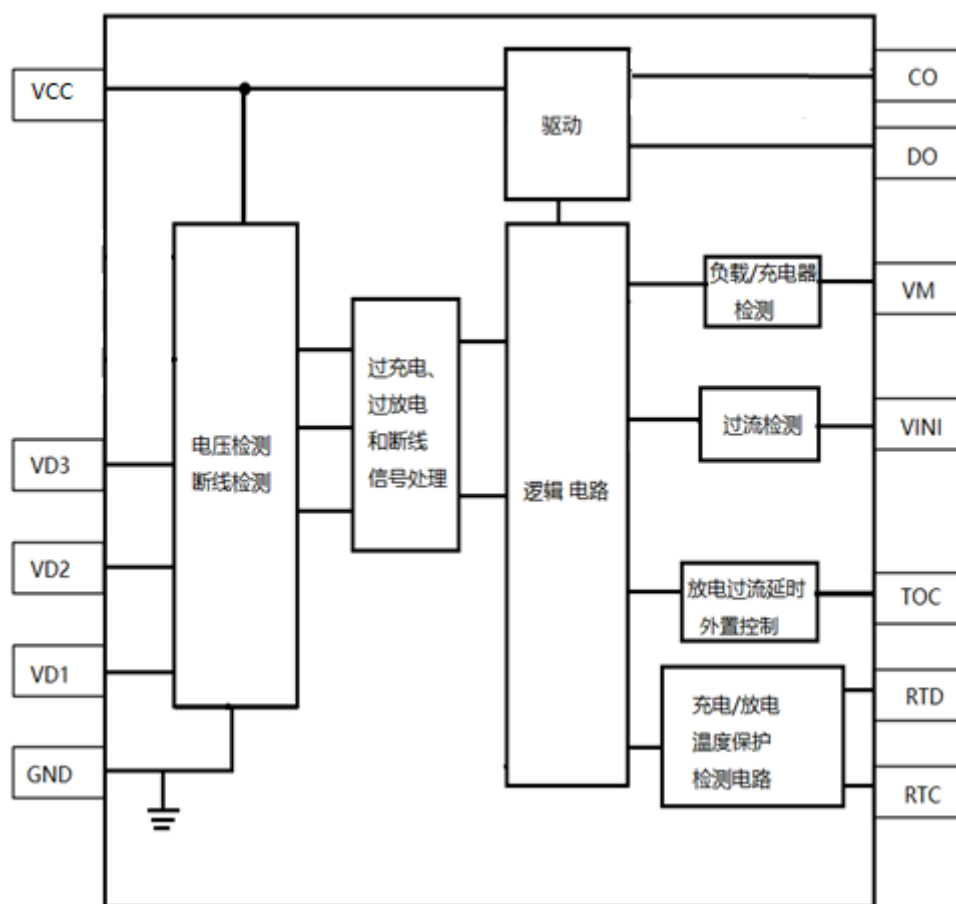 VCC
VD3
VD2
VD1
GND
电压检测
断线检测
过充电、
过放电
和断线
信号处理
驱动
逻辑 电路
负载/充电器
检测
过流检测
放电过流延时
外置控制
充电/放电
温度保护
检测电路
CO
DO
VM
VINI
TOC
RTD
RTC